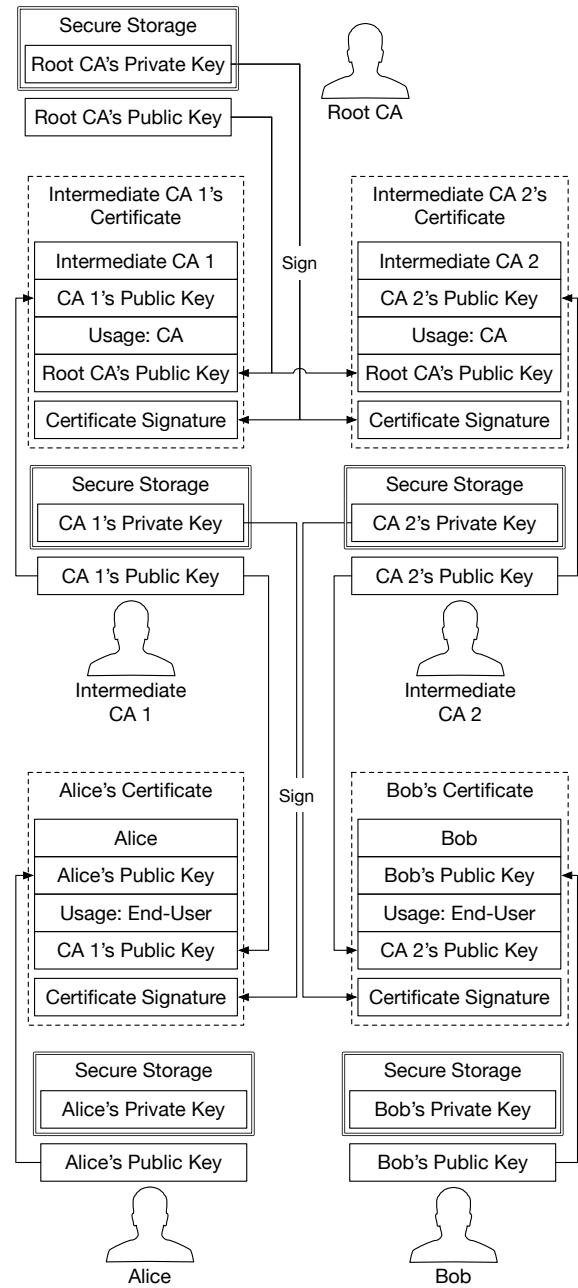 Secure Storage
Root CA's Private Key
Root CA's Public Key
Root CA
Intermediate CA 1's
Certificate
Intermediate CA 1
CA 1's Public Key
Usage: CA
Root CA's Public Key
Certificate Signature
Sign
Intermediate CA 2's
Certificate
Intermediate CA 2
CA 2's Public Key
Usage: CA
Root CA's Public Key
Certificate Signature
Secure Storage
CA 1's Private Key
CA 1's Public Key
Intermediate
CA 1
Secure Storage
CA 2's Private Key
CA 2's Public Key
Intermediate
CA 2
Alice's Certificate
Alice
Alice's Public Key
Usage: End-User
CA 1's Public Key
Certificate Signature
Sign
Bob's Certificate
Bob
Bob's Public Key
Usage: End-User
CA 2's Public Key
Certificate Signature
Secure Storage
Alice's Private Key
Alice's Public Key
Alice
Secure Storage
Bob's Private Key
Bob's Public Key
Bob